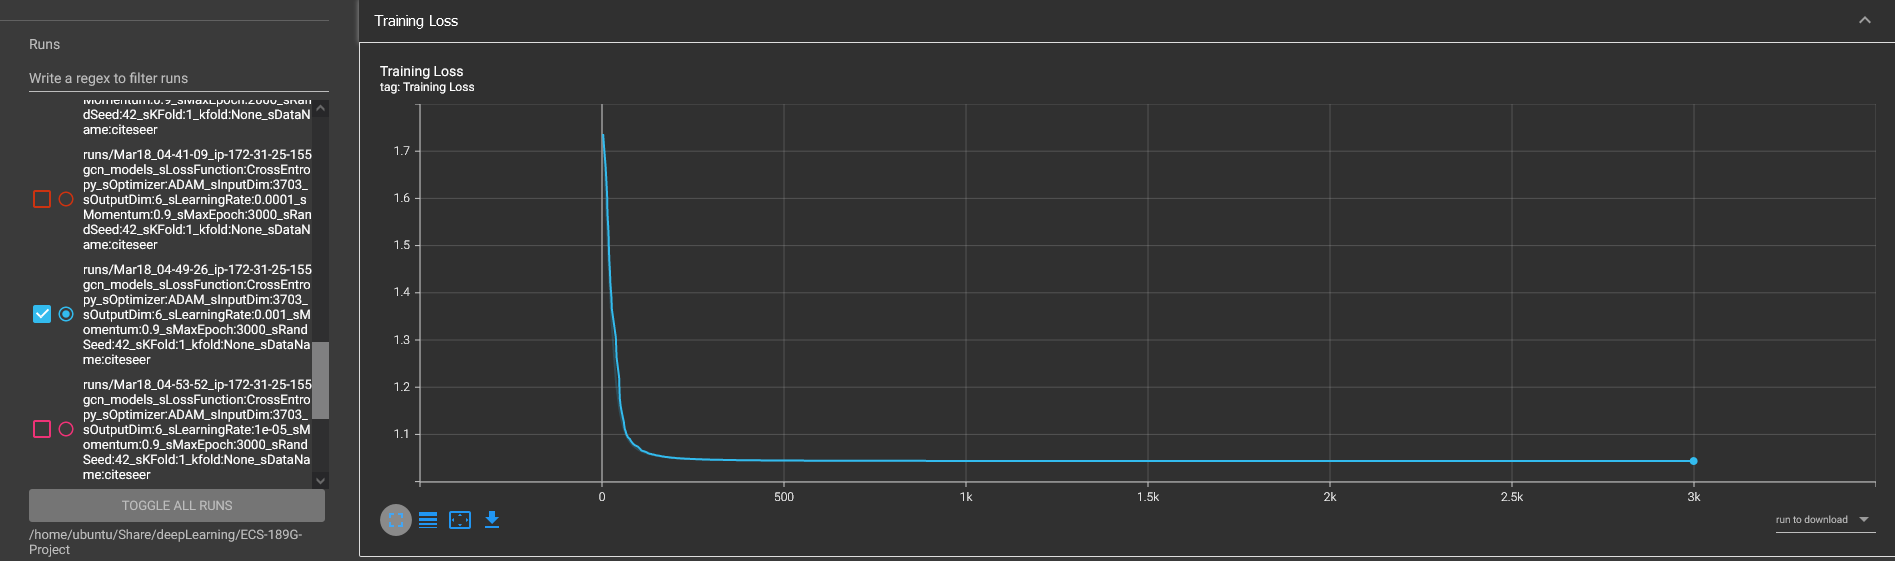 Runs
Write a regex to filter runs
Momentum:0.9_sMaxEpoch:2000_sRan
dSeed:42_sKFold:1_kfold:None_sDataN
ame:citeseer
runs/Mar18_04-41-09_ip-172-31-25-155
gcn_models_sLossFunction:CrossEntro
py_sOptimizer:ADAM_sInputDim:3703_
sOutputDim:6_sLearningRate:0.0001_s
Momentum:0.9_sMaxEpoch:3000_sRan
dSeed:42_sKFold:1_kfold:None_sDataN
ame:citeseer
runs/Mar18_04-49-26_ip-172-31-25-155
gcn_models_sLossFunction:CrossEntro
py_sOptimizer:ADAM_sInputDim:3703_
sOutputDim:6_sLearningRate:0.001_sM
omentum:0.9_sMaxEpoch:3000_sRand
Seed:42_sKFold:1_kfold:None_sDataNa
me:citeseer
runs/Mar18_04-53-52_ip-172-31-25-155
gcn_models_sLossFunction:CrossEntro
py_sOptimizer:ADAM_sInputDim:3703_
sOutputDim:6_sLearningRate:1e-05_sM
omentum:0.9_sMaxEpoch:3000_sRand
Seed:42_sKFold:1_kfold:None_sDataNa
me:citeseer
TOGGLE ALL RUNS
/home/ubuntu/Share/deepLearning/ECS-189G-
Project
Training Loss
Training Loss
tag: Training Loss
1.7
1.6
1.5
1.4
1.3
1.2
1.1
0 500 1k 1.5k 2k 2.5k 3k
run to download